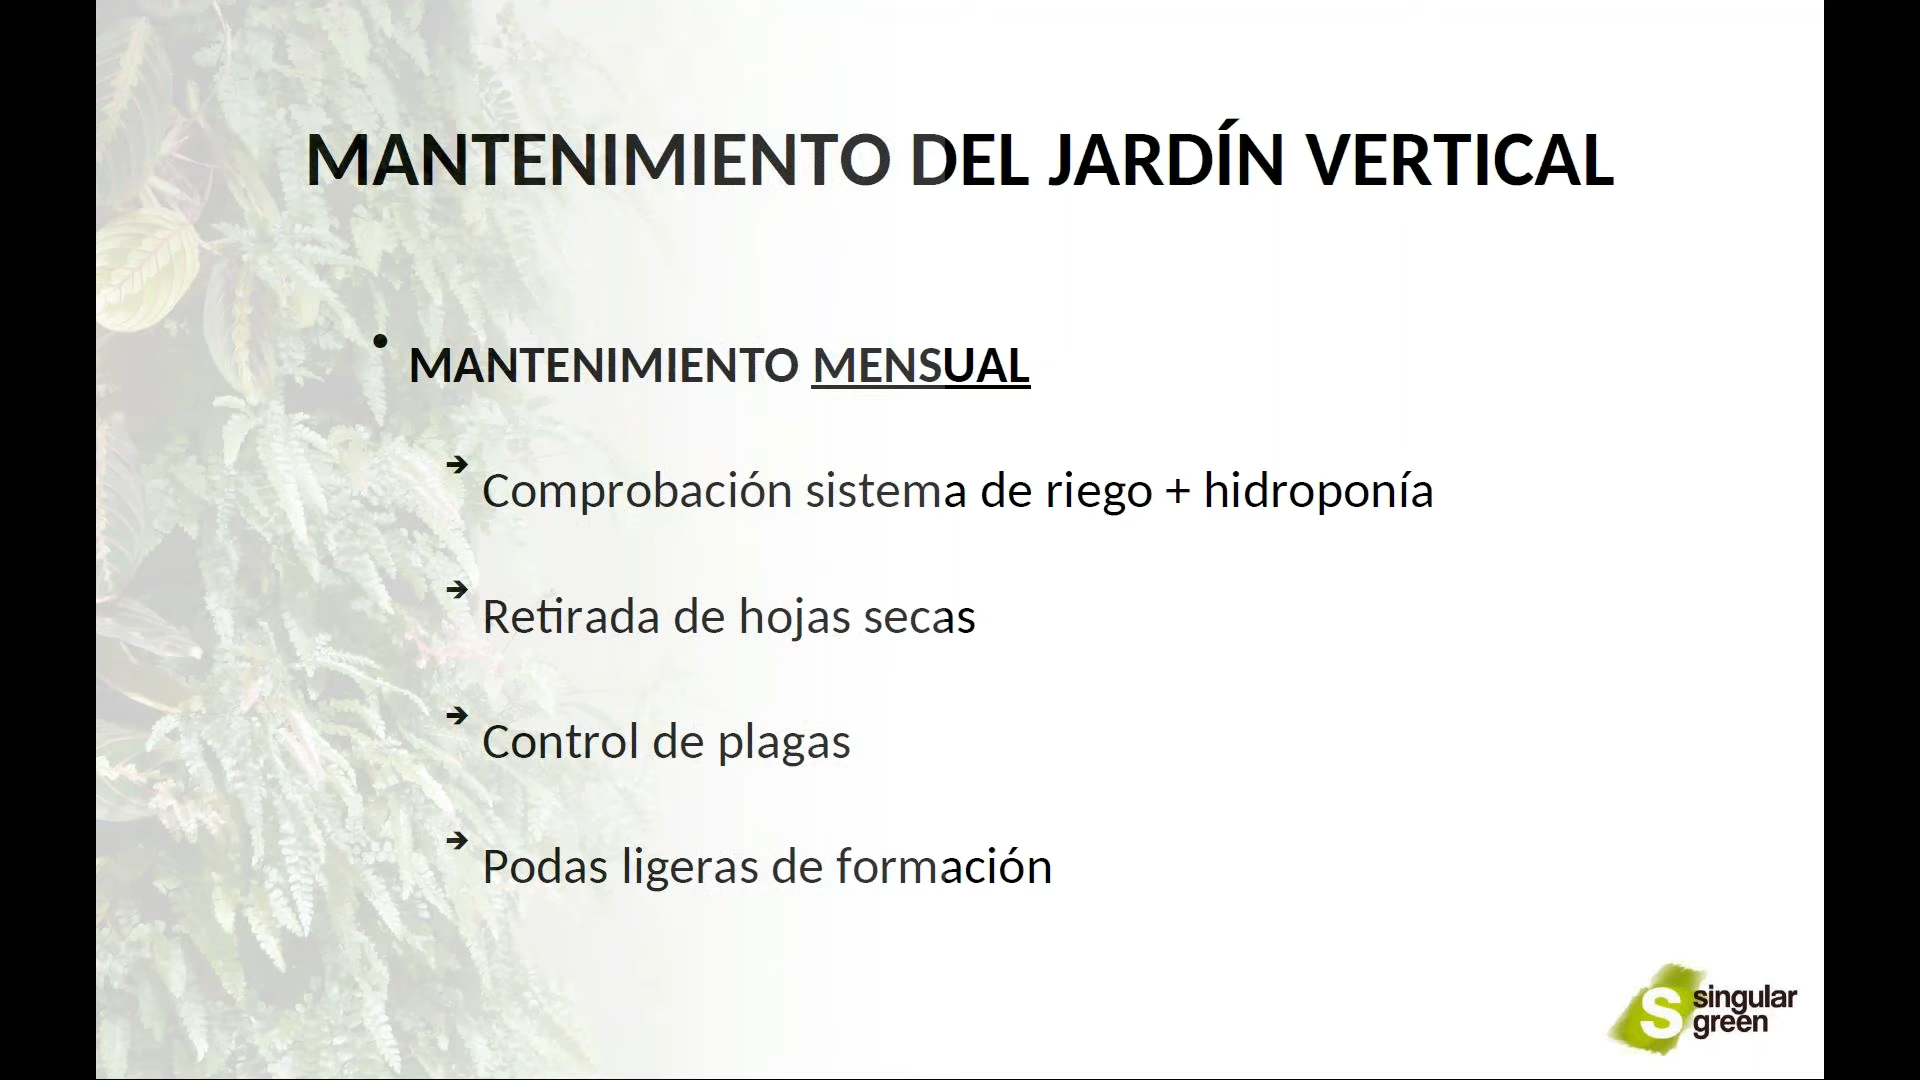 MANTENIMIENTO DEL JARDÍN VERTICAL
• MANTENIMIENTO MENSUAL
➔ Comprobación sistema de riego + hidroponía
➔ Retirada de hojas secas
➔ Control de plagas
➔ Podas ligeras de formación
S singular
green